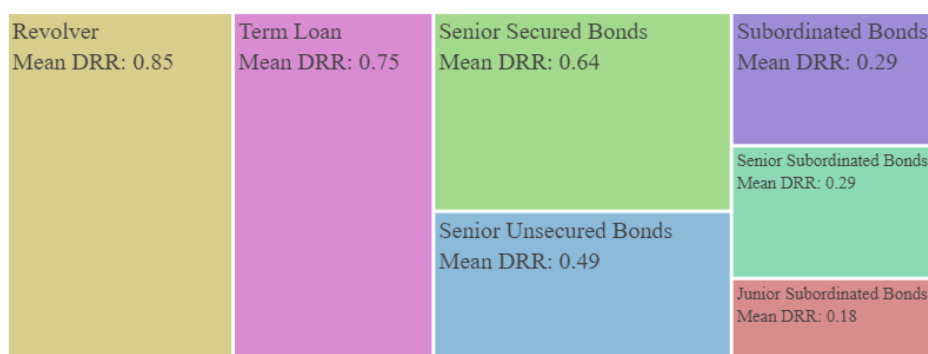 Revolver
Mean DRR: 0.85
Term Loan
Mean DRR: 0.75
Senior Secured Bonds
Mean DRR: 0.64
Senior Unsecured Bonds
Mean DRR: 0.49
Subordinated Bonds
Mean DRR: 0.29
Senior Subordinated Bonds
Mean DRR: 0.29
Junior Subordinated Bonds
Mean DRR: 0.18